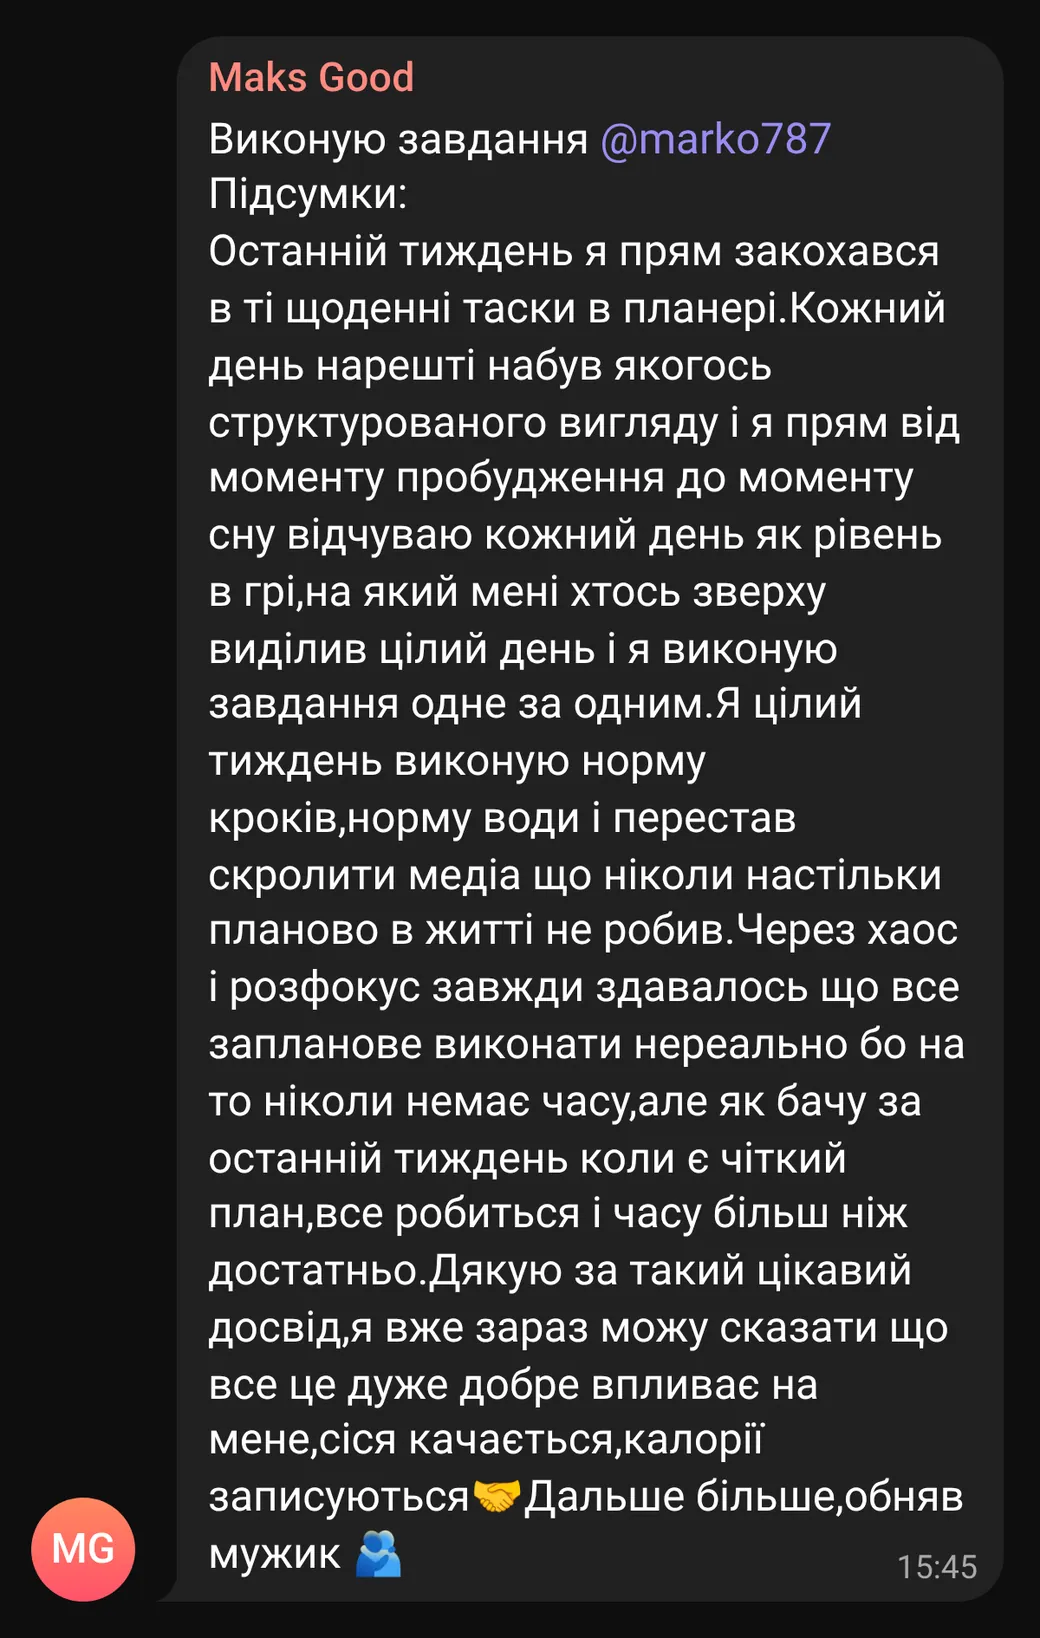 Maks Good
Виконую завдання @marko787
Підсумки:
Останній тиждень я прям закохався
в ті щоденні таски в планері.Кожний
день нарешті набув якогось
структурованого вигляду і я прям від
моменту пробудження до моменту
сну відчуваю кожний день як рівень
в грі,на який мені хтось зверху
виділив цілий день і я виконую
завдання одне за одним.Я цілий
тиждень виконую норму
кроків,норму води і перестав
скролити медіа що ніколи настільки
планово в житті не робив.Через хаос
і розфокус завжди здавалось що все
запланове виконати нереально бо на
то ніколи немає часу,але як бачу за
останній тиждень коли є чіткий
план,все робиться і часу більш ніж
достатньо.Дякую за такий цікавий
досвід,я вже зараз можу сказати що
все це дуже добре впливає на
мене,сіся качається,калорії
записуються🤝Дальше більше,обняв
мужик 🫂
15:45
MG